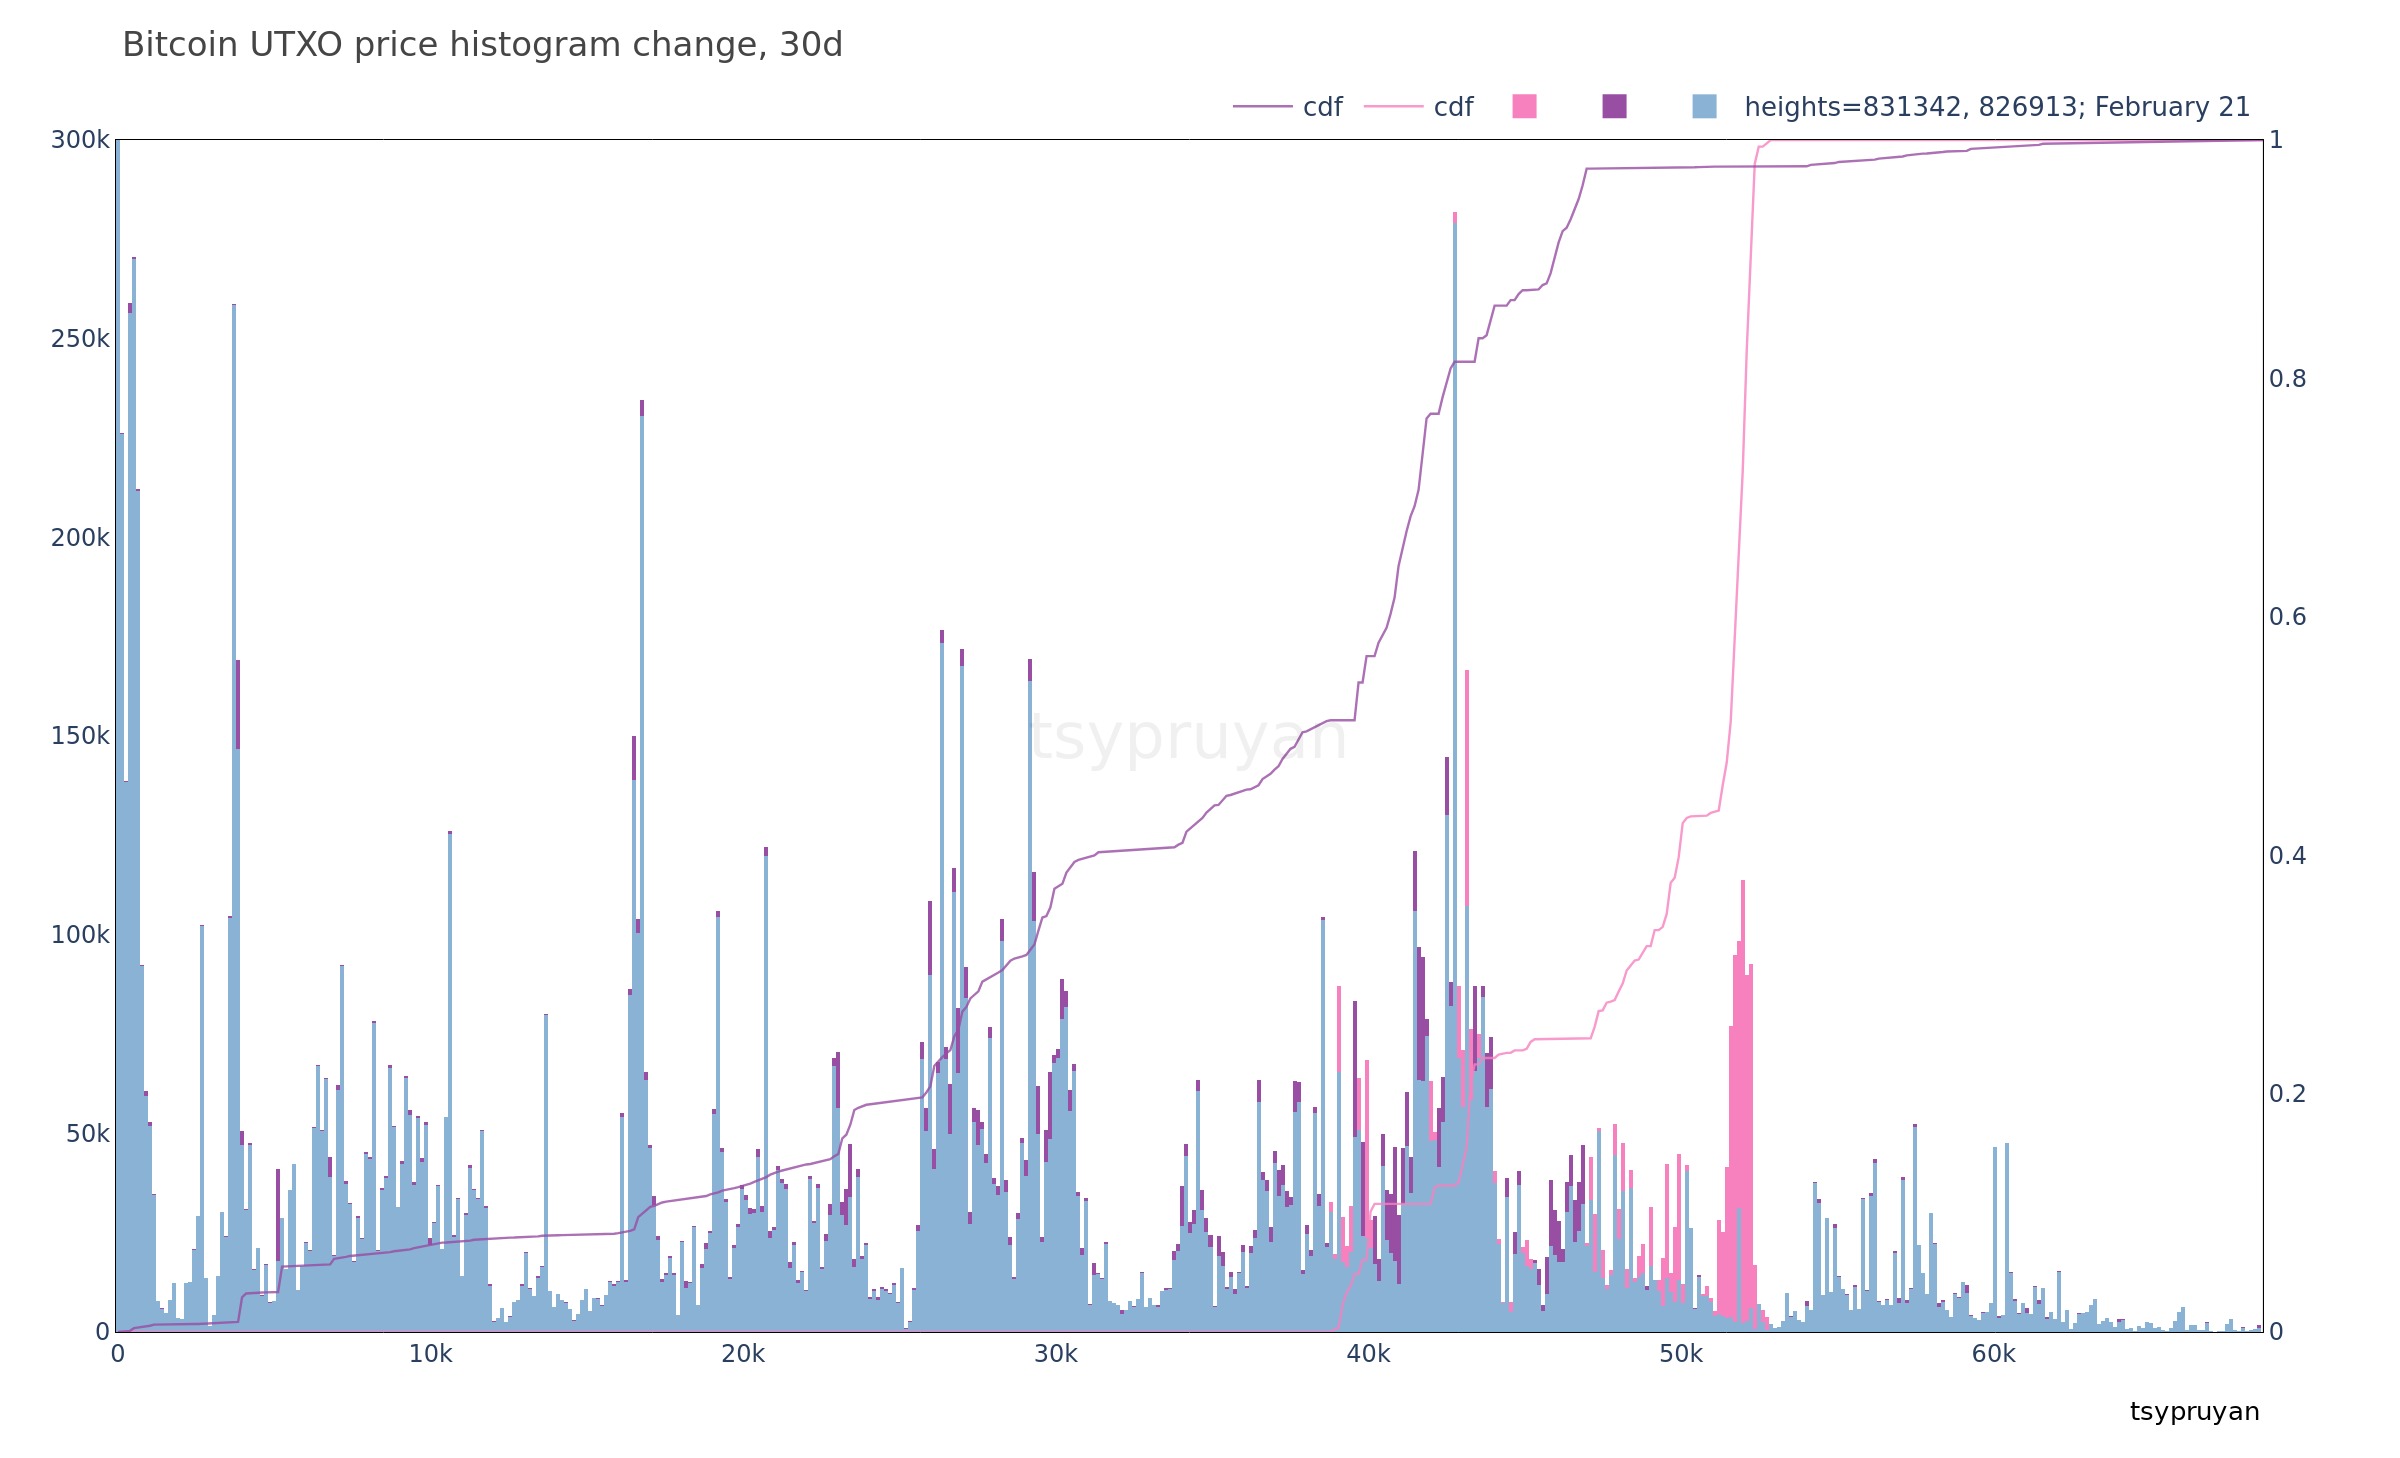 Bitcoin UTXO price histogram change, 30d
cdf cdf heights=831342, 826913; February 21
300k 1
250k
0.8
200k
0.6
150k
tsypruyan
0.4
100k
0.2
50k
0 0
0 10k 20k 30k 40k 50k 60k
tsypruyan